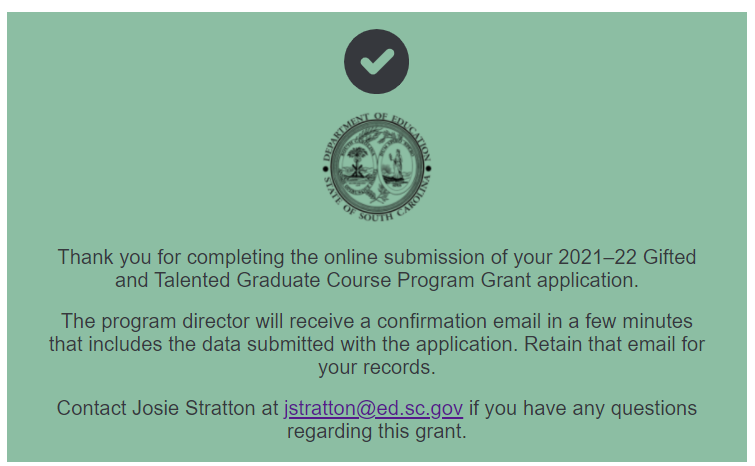 DEPARTMENT OF EDUCATION
STATE OF SOUTH CAROLINA
Thank you for completing the online submission of your 2021–22 Gifted
and Talented Graduate Course Program Grant application.
The program director will receive a confirmation email in a few minutes
that includes the data submitted with the application. Retain that email for
your records.
Contact Josie Stratton at jstratton@ed.sc.gov if you have any questions
regarding this grant.